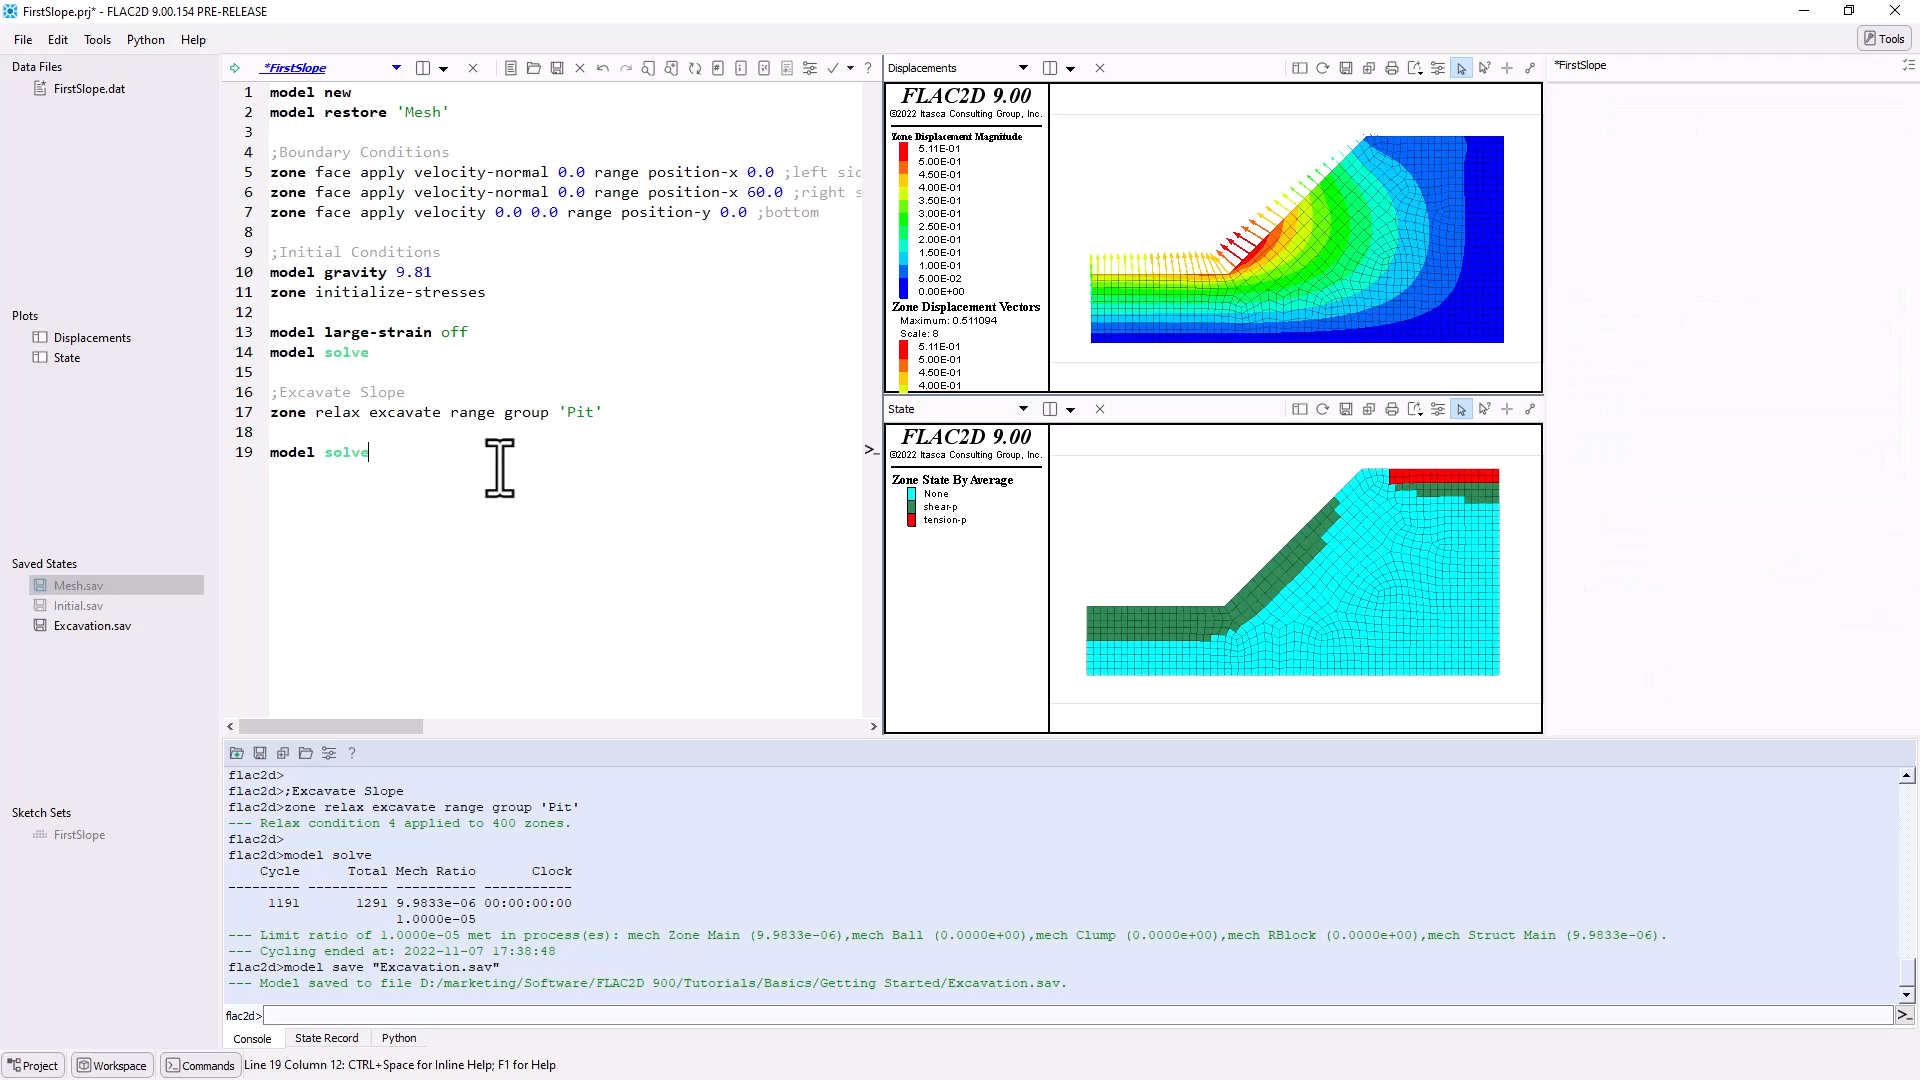 FirstSlope.prj* - FLAC2D 9.00.154 PRE-RELEASE
File Edit Tools Python Help
Tools
Data Files
FirstSlope.dat
Plots
Displacements
State
Saved States
Mesh.sav
Initial.sav
Excavation.sav
Sketch Sets
FirstSlope
*FirstSlope
1 model new
2 model restore 'Mesh'
3
4 ;Boundary Conditions
5 zone face apply velocity-normal 0.0 range position-x 0.0 ;left sid
6 zone face apply velocity-normal 0.0 range position-x 60.0 ;right s
7 zone face apply velocity 0.0 0.0 range position-y 0.0 ;bottom
8
9 ;Initial Conditions
10 model gravity 9.81
11 zone initialize-stresses
12
13 model large-strain off
14 model solve
15
16 ;Excavate Slope
17 zone relax excavate range group 'Pit'
18
19 model solve
Displacements
FLAC2D 9.00
©2022 Itasca Consulting Group, Inc.
Zone Displacement Magnitude
5.11E-01
5.00E-01
4.50E-01
4.00E-01
3.50E-01
3.00E-01
2.50E-01
2.00E-01
1.50E-01
1.00E-01
5.00E-02
0.00E+00
Zone Displacement Vectors
Maximum: 0.511094
Scale: 8
5.11E-01
5.00E-01
4.50E-01
4.00E-01
State
FLAC2D 9.00
©2022 Itasca Consulting Group, Inc.
Zone State By Average
None
shear-p
tension-p
*FirstSlope
flac2d>
flac2d>;Excavate Slope
flac2d>zone relax excavate range group 'Pit'
--- Relax condition 4 applied to 400 zones.
flac2d>
flac2d>model solve
Cycle Total Mech Ratio Clock
--------- ---------- ---------- -----------
1191 1291 9.9833e-06 00:00:00:00
1.0000e-05
--- Limit ratio of 1.0000e-05 met in process(es): mech Zone Main (9.9833e-06),mech Ball (0.0000e+00),mech Clump (0.0000e+00),mech RBlock (0.0000e+00),mech Struct Main (9.9833e-06).
--- Cycling ended at: 2022-11-07 17:38:48
flac2d>model save "Excavation.sav"
--- Model saved to file D:/marketing/Software/FLAC2D 900/Tutorials/Basics/Getting Started/Excavation.sav.
flac2d>
Console State Record Python
Project Workspace Commands Line 19 Column 12: CTRL+Space for Inline Help; F1 for Help